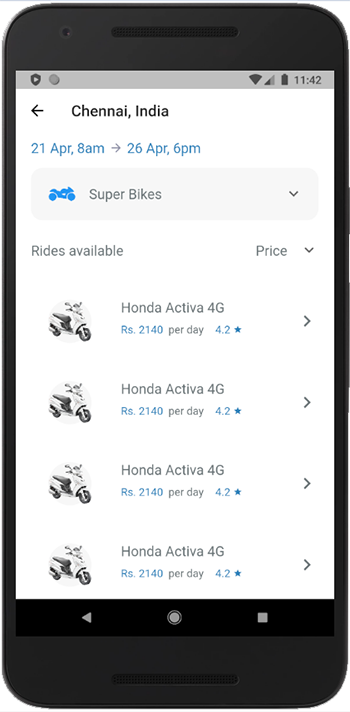 11:42
Chennai, India
21 Apr, 8am → 26 Apr, 6pm
Super Bikes
Rides available Price
Honda Activa 4G
Rs. 2140 per day 4.2 ★
Honda Activa 4G
Rs. 2140 per day 4.2 ★
Honda Activa 4G
Rs. 2140 per day 4.2 ★
Honda Activa 4G
Rs. 2140 per day 4.2 ★